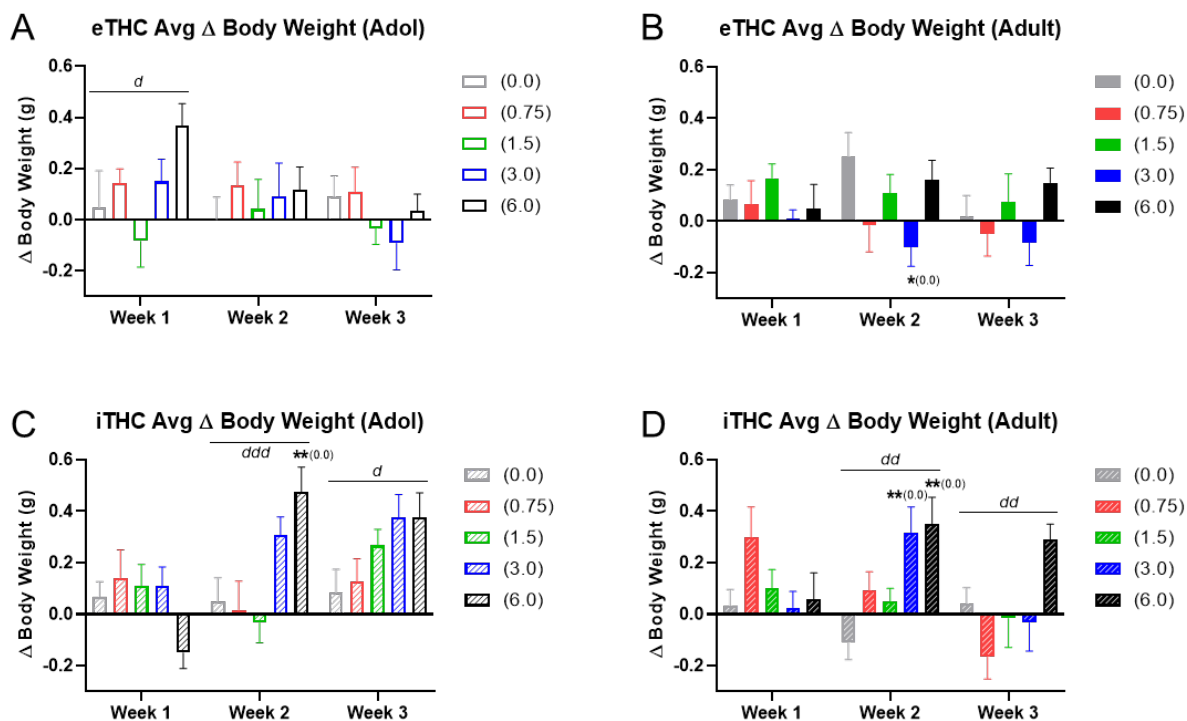 A
eTHC Avg Δ Body Weight (Adol)
Δ Body Weight (g)
0.6
0.4
0.2
0.0
-0.2
d
Week 1
Week 2
Week 3
(0.0)
(0.75)
(1.5)
(3.0)
(6.0)
B
eTHC Avg Δ Body Weight (Adult)
Δ Body Weight (g)
0.6
0.4
0.2
0.0
-0.2
*(0.0)
Week 1
Week 2
Week 3
(0.0)
(0.75)
(1.5)
(3.0)
(6.0)
C
iTHC Avg Δ Body Weight (Adol)
Δ Body Weight (g)
0.6
0.4
0.2
0.0
-0.2
ddd
**(0.0)
d
Week 1
Week 2
Week 3
(0.0)
(0.75)
(1.5)
(3.0)
(6.0)
D
iTHC Avg Δ Body Weight (Adult)
Δ Body Weight (g)
0.6
0.4
0.2
0.0
-0.2
dd
**(0.0)
**(0.0)
dd
Week 1
Week 2
Week 3
(0.0)
(0.75)
(1.5)
(3.0)
(6.0)